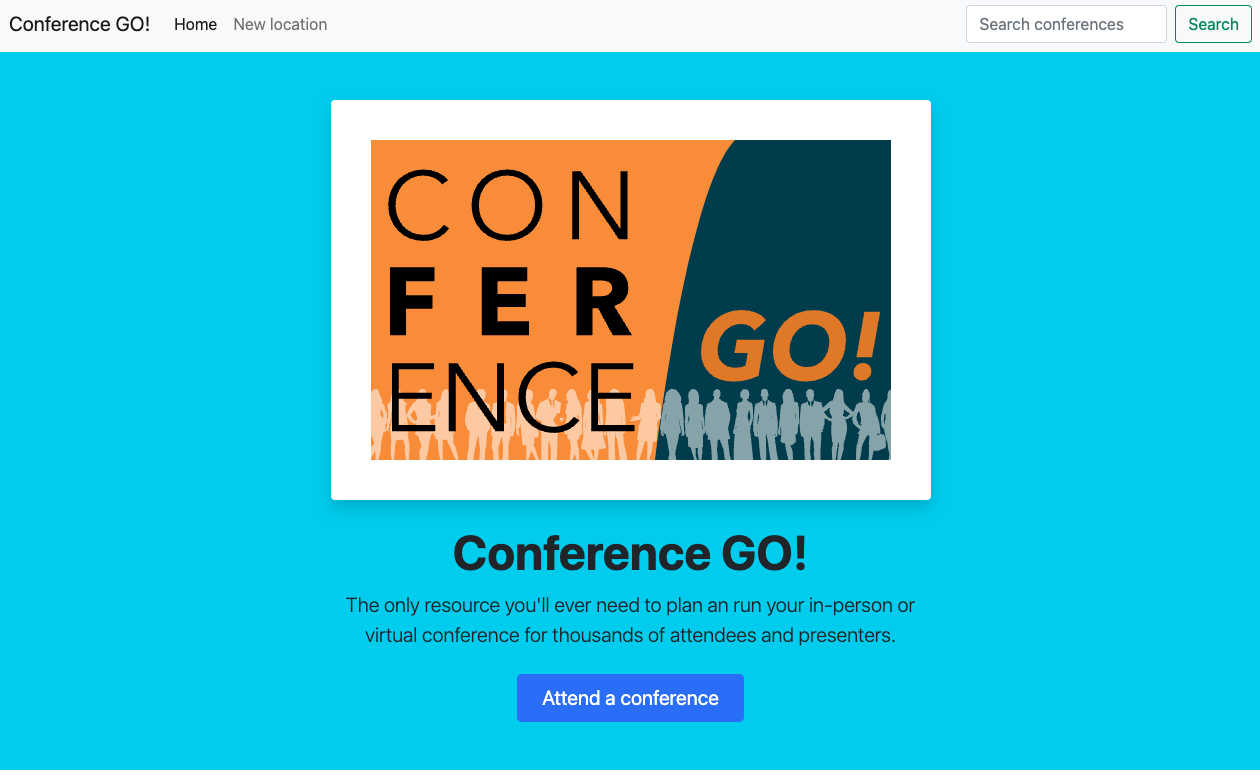 Conference GO! Home New location Search conferences Search
CON
FER
ENCE
GO!
Conference GO!
The only resource you'll ever need to plan an run your in-person or
virtual conference for thousands of attendees and presenters.
Attend a conference